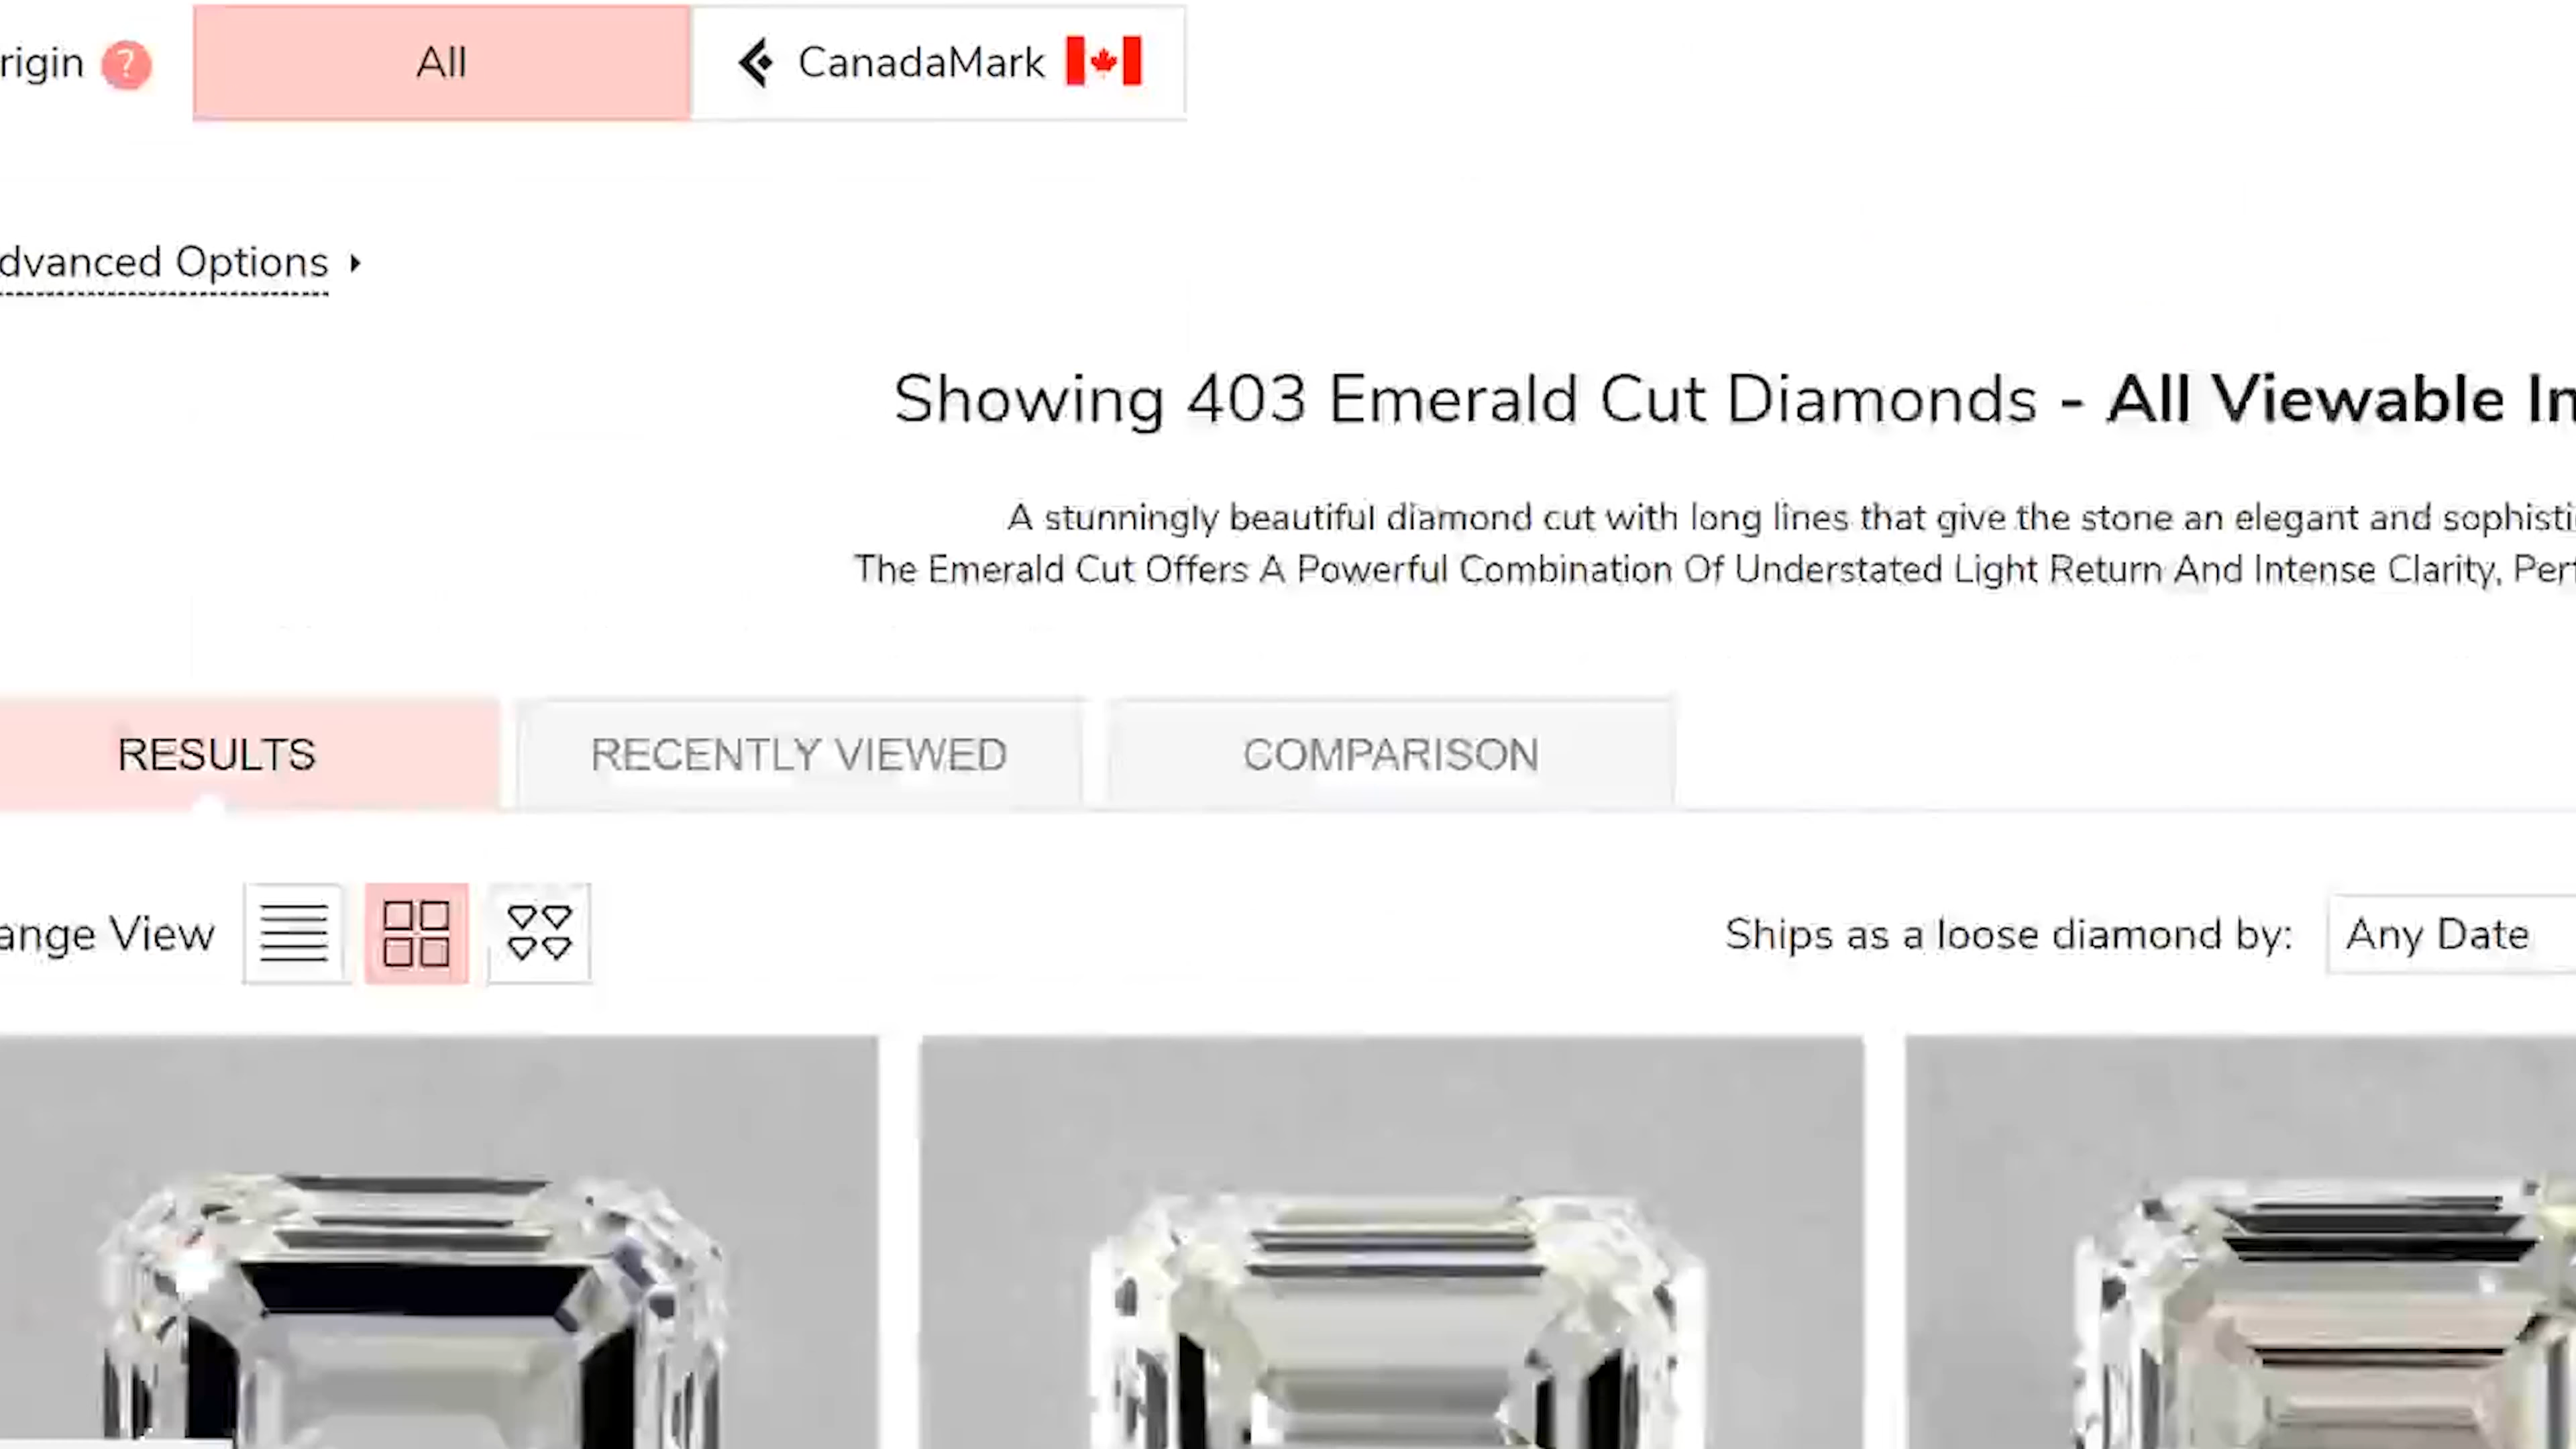 rigin ? All CanadaMark
dvanced Options
Showing 403 Emerald Cut Diamonds - All Viewable In
A stunningly beautiful diamond cut with long lines that give the stone an elegant and sophisti
The Emerald Cut Offers A Powerful Combination Of Understated Light Return And Intense Clarity, Perf
RESULTS RECENTLY VIEWED COMPARISON
ange View Ships as a loose diamond by: Any Date